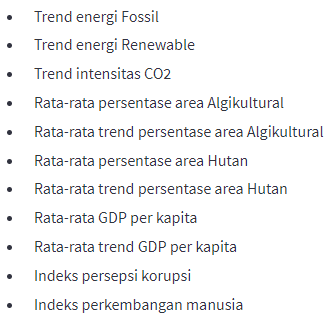 • Trend energi Fossil
• Trend energi Renewable
• Trend intensitas CO2
• Rata-rata persentase area Algikultural
• Rata-rata trend persentase area Algikultural
• Rata-rata persentase area Hutan
• Rata-rata trend persentase area Hutan
• Rata-rata GDP per kapita
• Rata-rata trend GDP per kapita
• Indeks persepsi korupsi
• Indeks perkembangan manusia